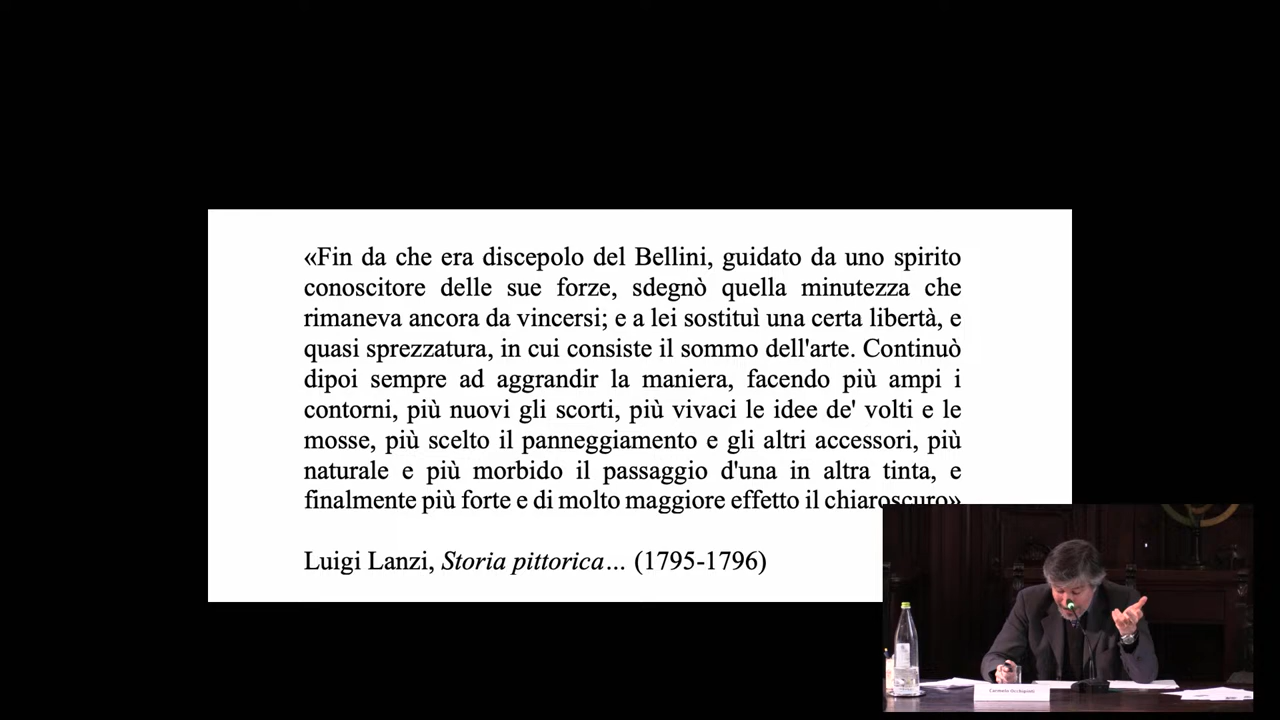 «Fin da che era discepolo del Bellini, guidato da uno spirito
conoscitore delle sue forze, sdegnò quella minutezza che
rimaneva ancora da vincersi; e a lei sostituì una certa libertà, e
quasi sprezzatura, in cui consiste il sommo dell'arte. Continuò
dipoi sempre ad aggrandir la maniera, facendo più ampi i
contorni, più nuovi gli scorti, più vivaci le idee de' volti e le
mosse, più scelto il panneggiamento e gli altri accessori, più
naturale e più morbido il passaggio d'una in altra tinta, e
finalmente più forte e di molto maggiore effetto il chiaroscuro»
Luigi Lanzi, Storia pittorica... (1795-1796)
Carmelo Occhipinti